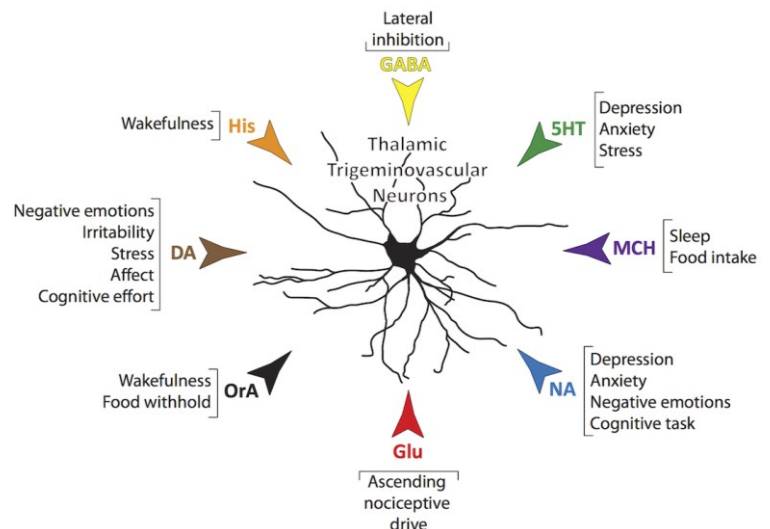 Lateral
inhibition
GABA
Wakefulness
His
Thalamic
Trigeminovascular
Neurons
5HT
Depression
Anxiety
Stress
Negative emotions
Irritability
Stress
Affect
Cognitive effort
DA
MCH
Sleep
Food intake
Wakefulness
Food withhold
OrA
NA
Depression
Anxiety
Negative emotions
Cognitive task
Glu
Ascending
nociceptive
drive